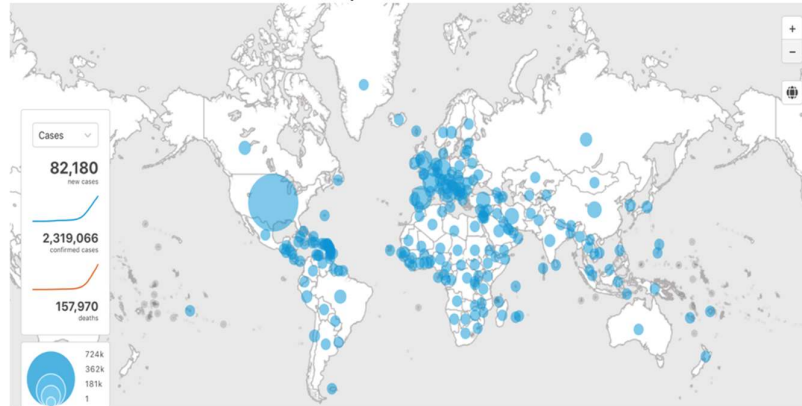 +
−
Cases
82,180
new cases
2,319,066
confirmed cases
157,970
deaths
724k
362k
181k
1